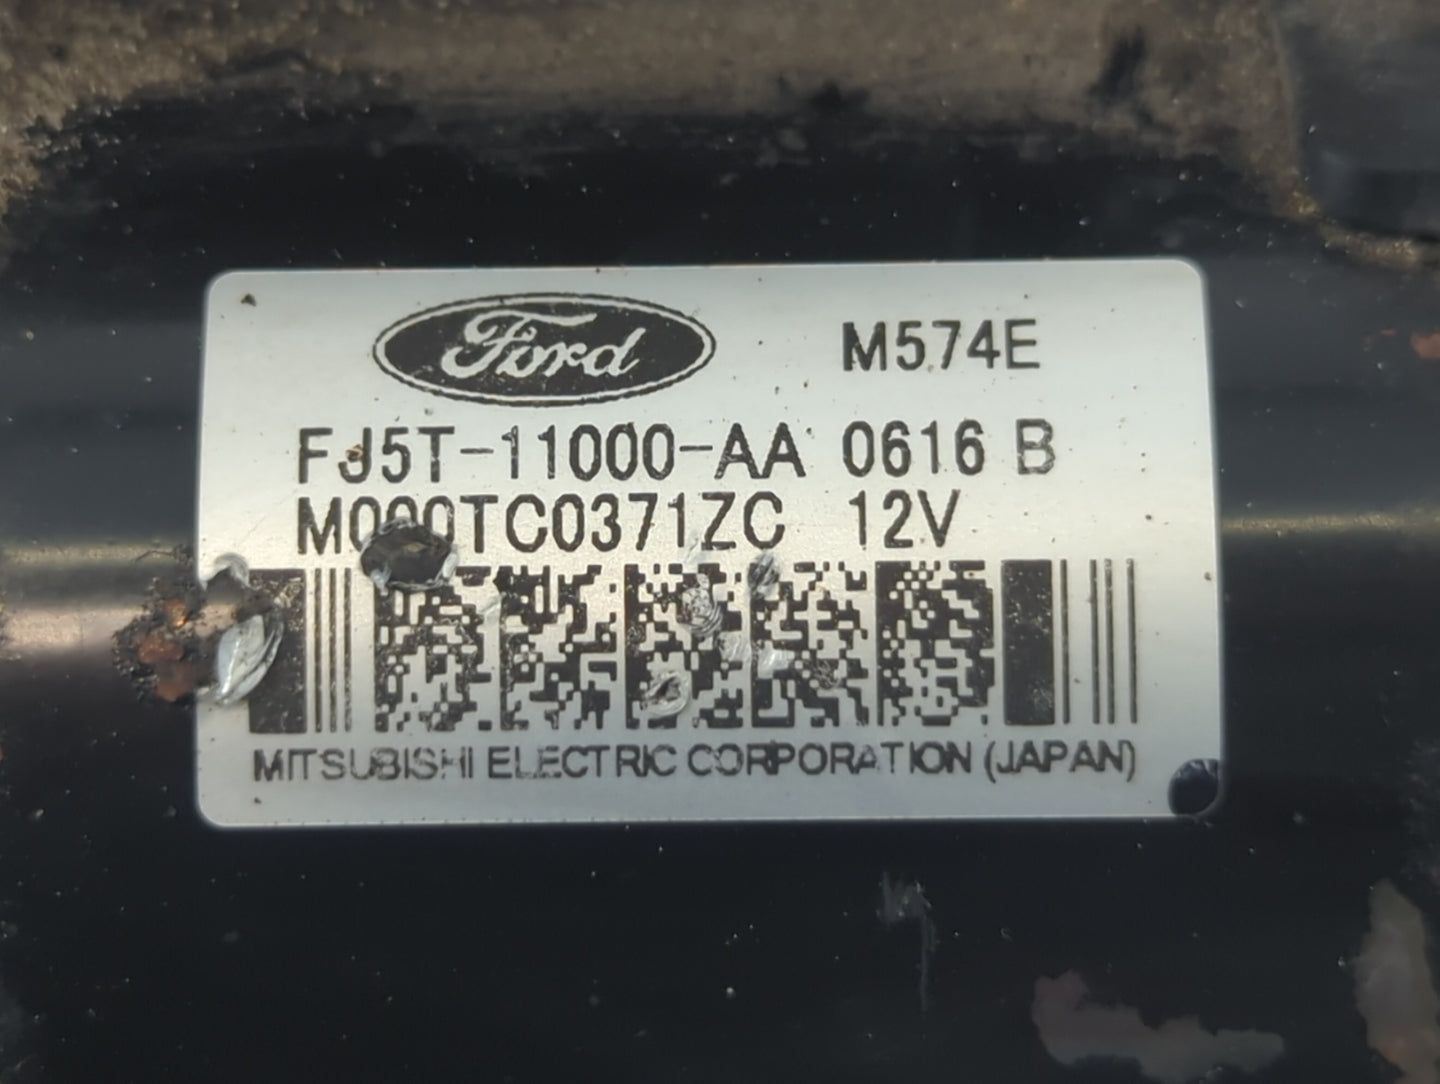 Ford M574E
FJ5T-11000-AA 0616 B
M000TC0371ZC 12V
MITSUBISHI ELECTRIC CORPORATION (JAPAN)